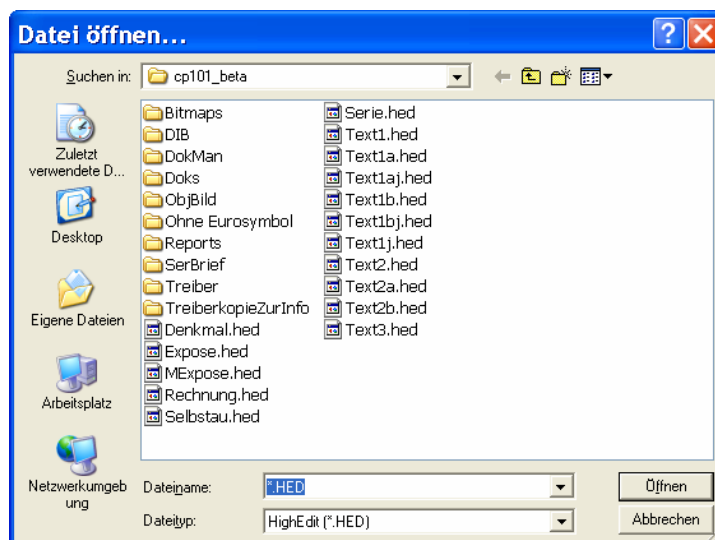 Datei öffnen...
Suchen in:
cp101_beta
Zuletzt
verwendete D...
Desktop
Eigene Dateien
Arbeitsplatz
Netzwerkumgeb
ung
Bitmaps
DIB
DokMan
Doks
ObjBild
Ohne Eurosymbol
Reports
SerBrief
Treiber
TreiberkopieZurInfo
Denkmal.hed
Expose.hed
MExpose.hed
Rechnung.hed
Selbstau.hed
Serie.hed
Text1.hed
Text1a.hed
Text1aj.hed
Text1b.hed
Text1bj.hed
Text1j.hed
Text2.hed
Text2a.hed
Text2b.hed
Text3.hed
Dateiname:
*.HED
Öffnen
Dateityp:
HighEdit (*.HED)
Abbrechen